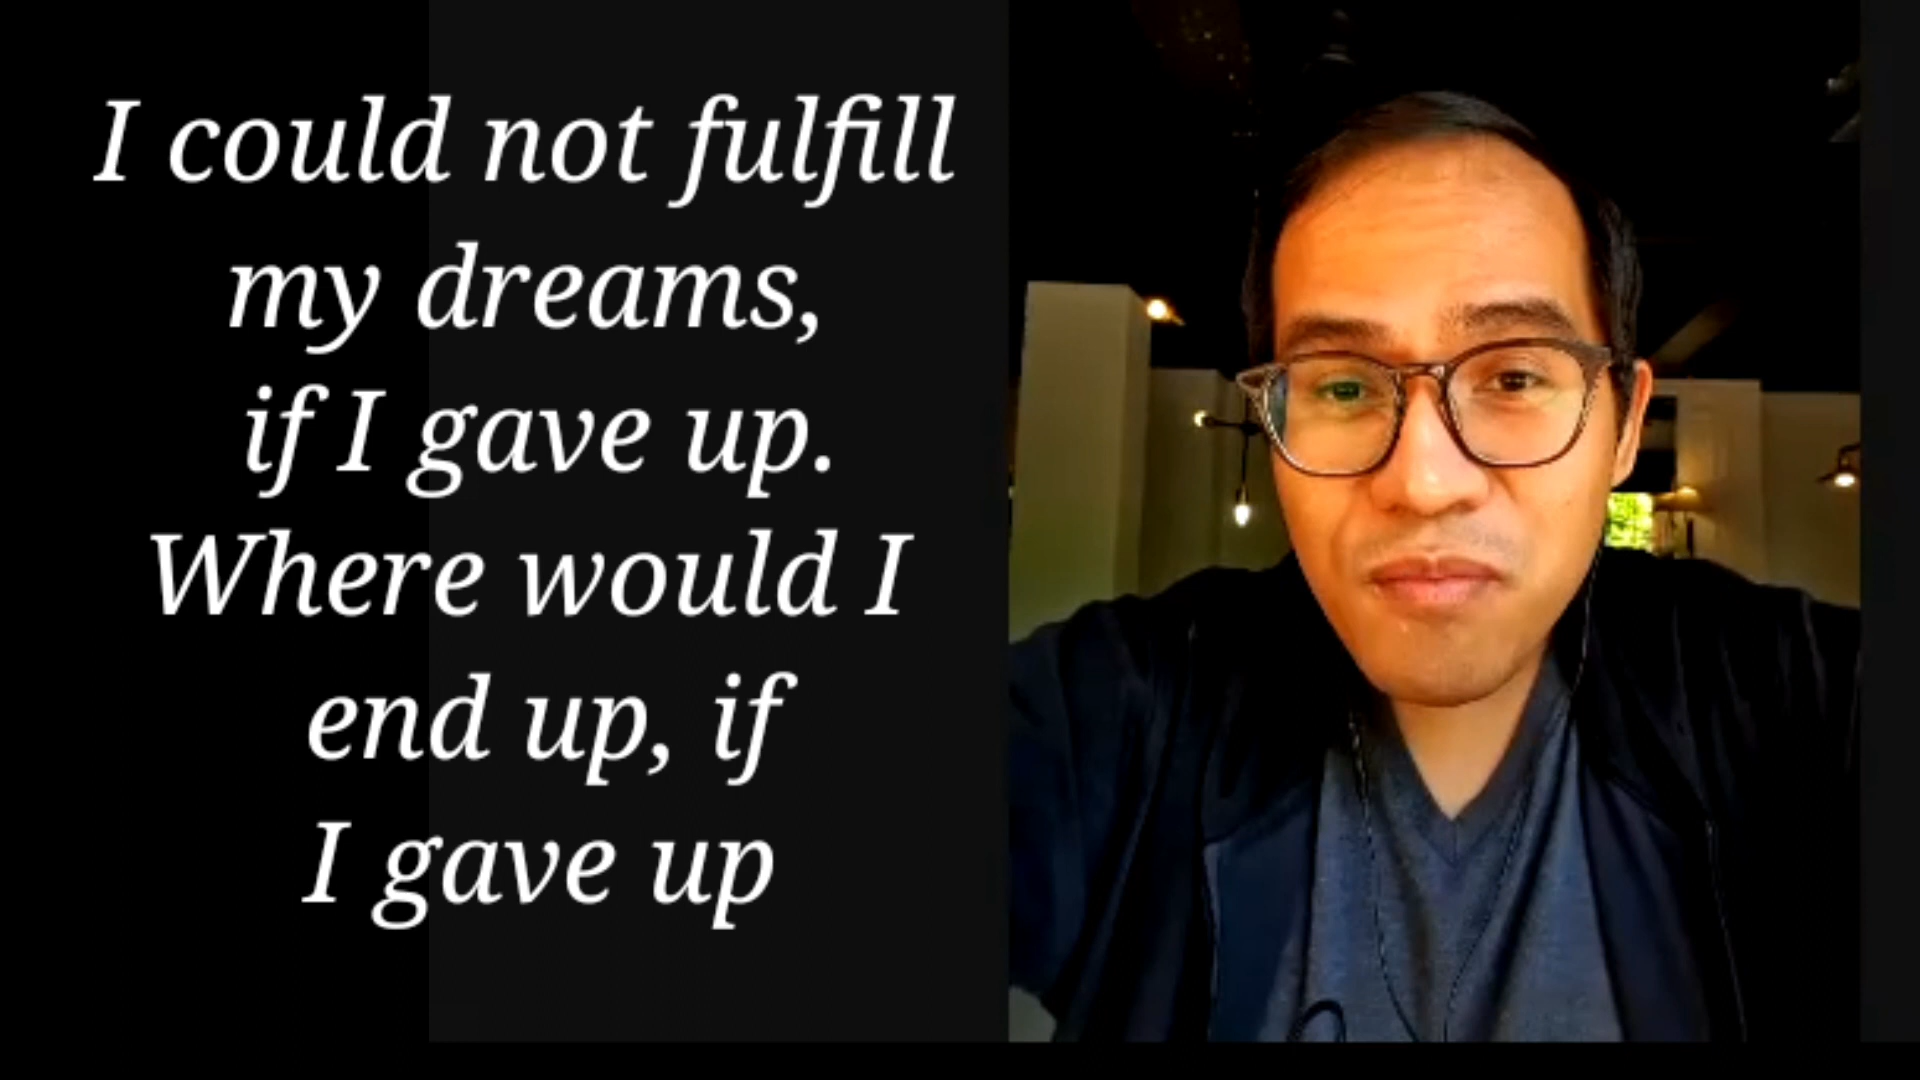 I could not fulfill
my dreams,
if I gave up.
Where would I
end up, if
I gave up